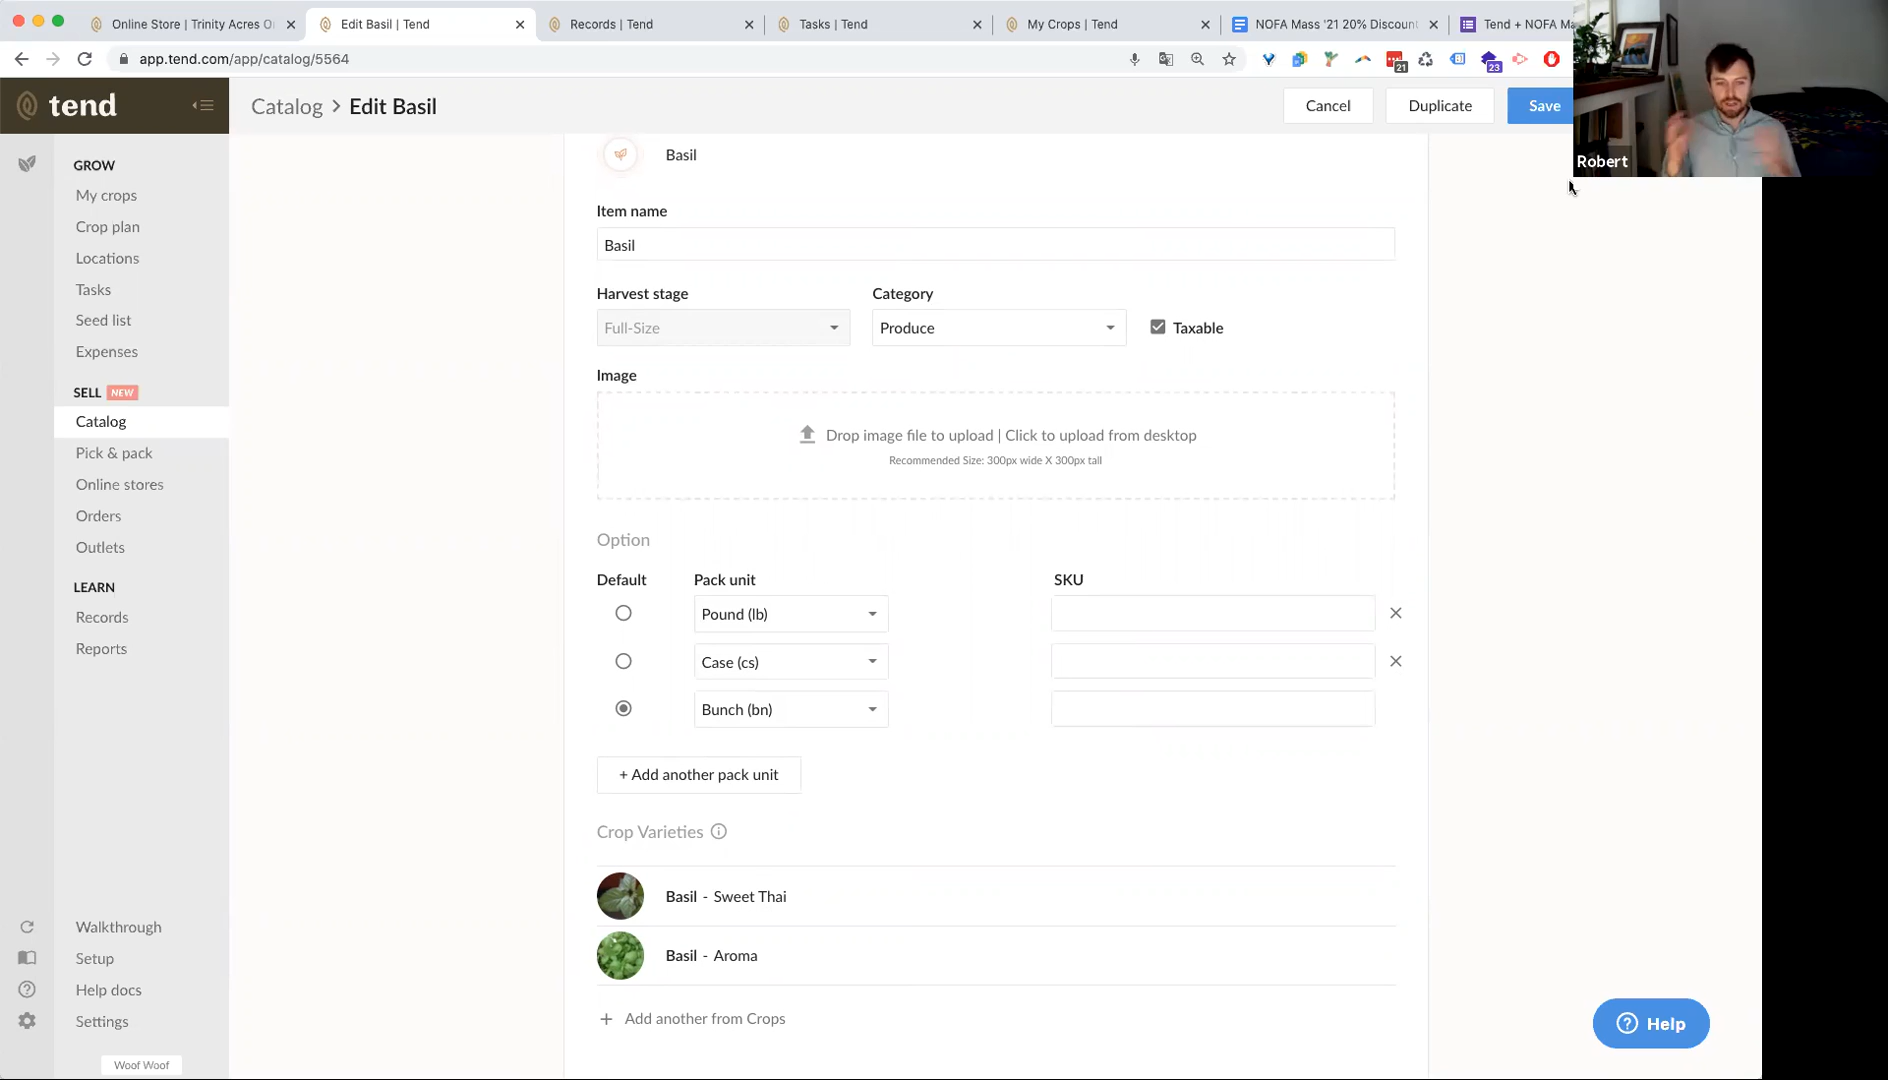 Online Store | Trinity Acres O
Edit Basil | Tend
Records | Tend
Tasks | Tend
My Crops | Tend
NOFA Mass '21 20% Discoun
Tend + NOFA Ma
app.tend.com/app/catalog/5564
21
23
tend
Catalog > Edit Basil
Cancel
Duplicate
Save
Robert
GROW
My crops
Crop plan
Locations
Tasks
Seed list
Expenses
SELL NEW
Catalog
Pick & pack
Online stores
Orders
Outlets
LEARN
Records
Reports
Walkthrough
Setup
Help docs
Settings
Woof Woof
Basil
Item name
Basil
Harvest stage
Category
Full-Size
Produce
Taxable
Image
Drop image file to upload | Click to upload from desktop
Recommended Size: 300px wide X 300px tall
Option
Default
Pack unit
SKU
Pound (lb)
Case (cs)
Bunch (bn)
+ Add another pack unit
Crop Varieties
Basil - Sweet Thai
Basil - Aroma
+ Add another from Crops
Help